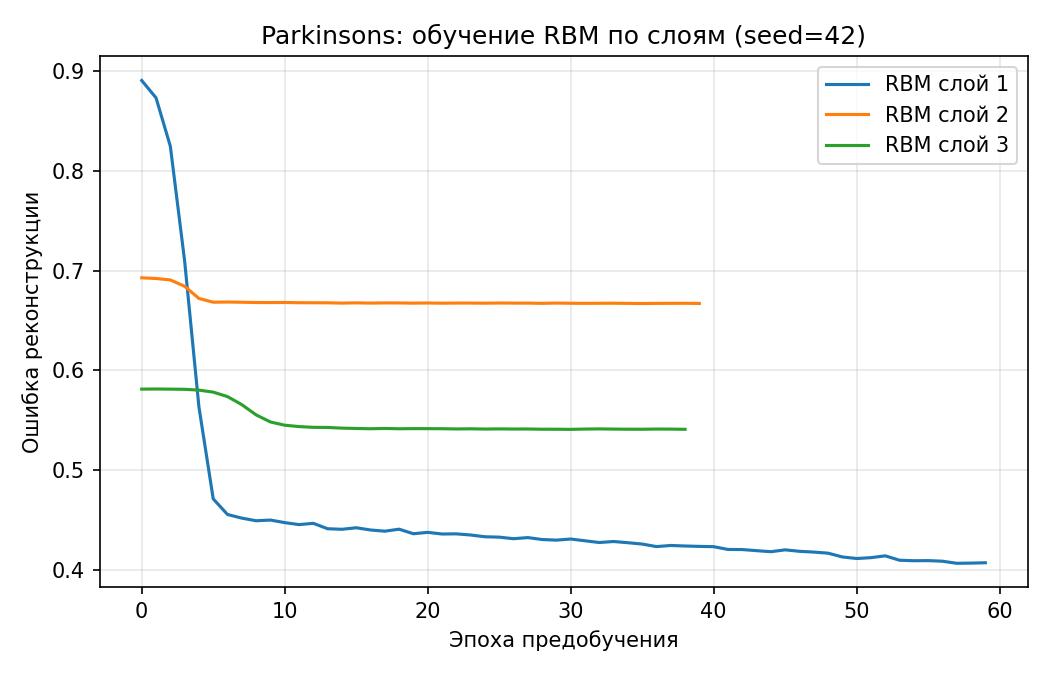 Parkinsons: обучение RBM по слоям (seed=42)
RBM слой 1
RBM слой 2
RBM слой 3
Ошибка реконструкции
0.9
0.8
0.7
0.6
0.5
0.4
0 10 20 30 40 50 60
Эпоха предобучения